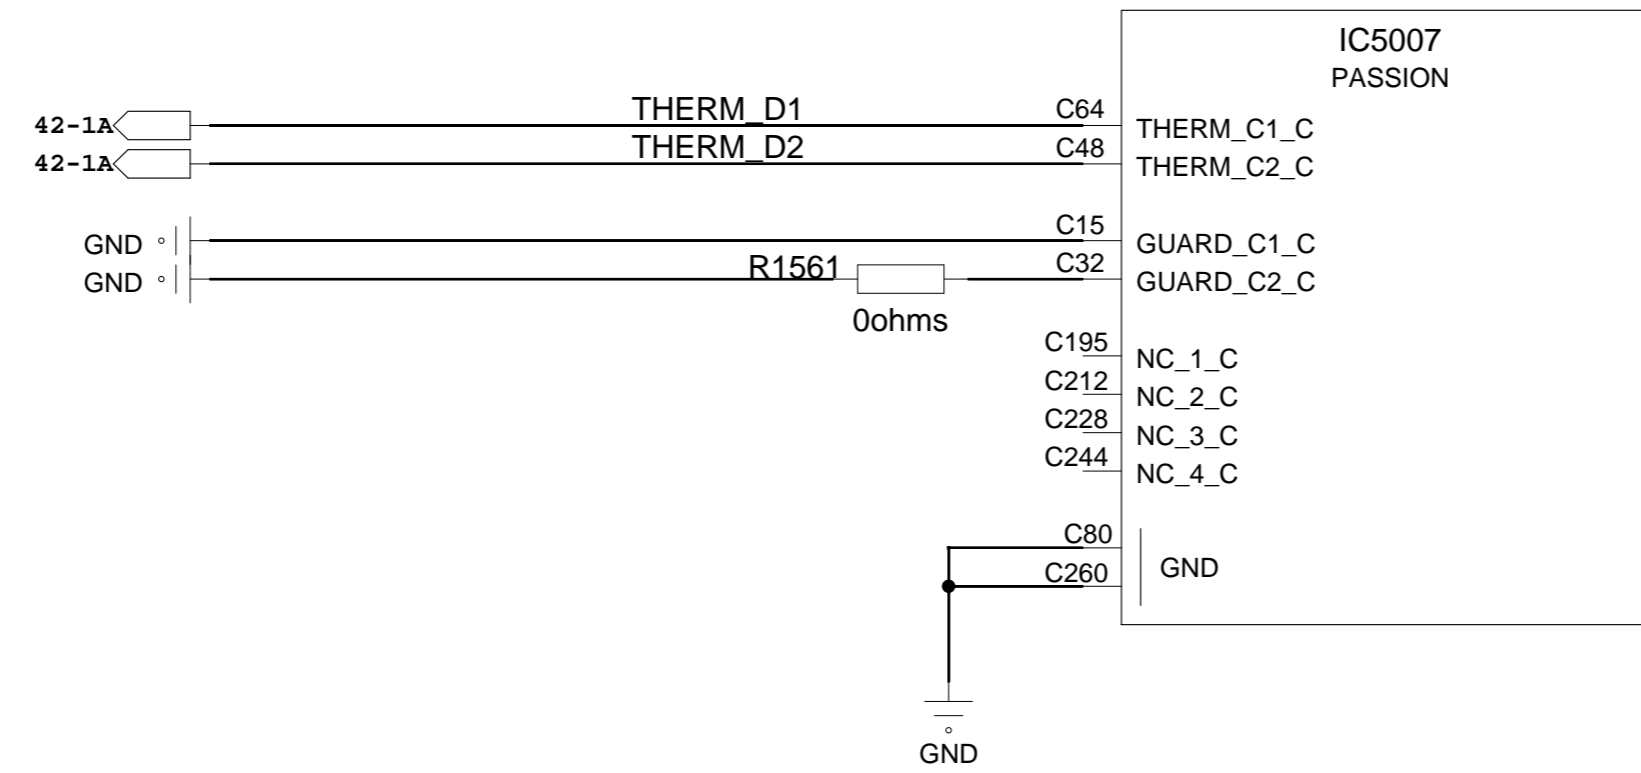 IC5007
PASSION
42-1A THERM_D1 C64 THERM_C1_C
42-1A THERM_D2 C48 THERM_C2_C
GND C15 GUARD_C1_C
GND R1561 C32 GUARD_C2_C
0ohms
C195 NC_1_C
C212 NC_2_C
C228 NC_3_C
C244 NC_4_C
C80
GND
C260
GND